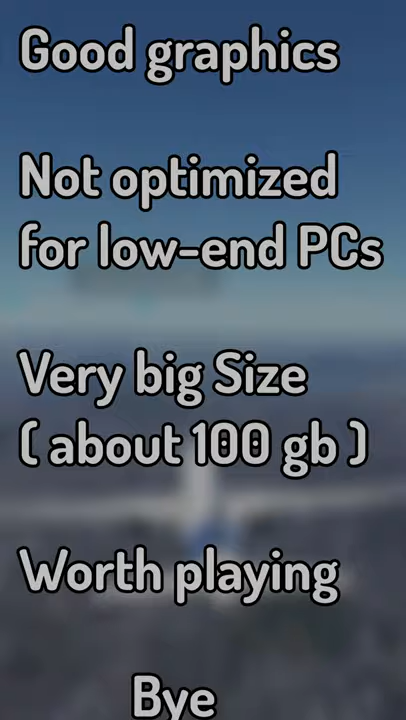 Good graphics
Not optimized
for low-end PCs
Very big Size
( about 100 gb )
Worth playing
Bye